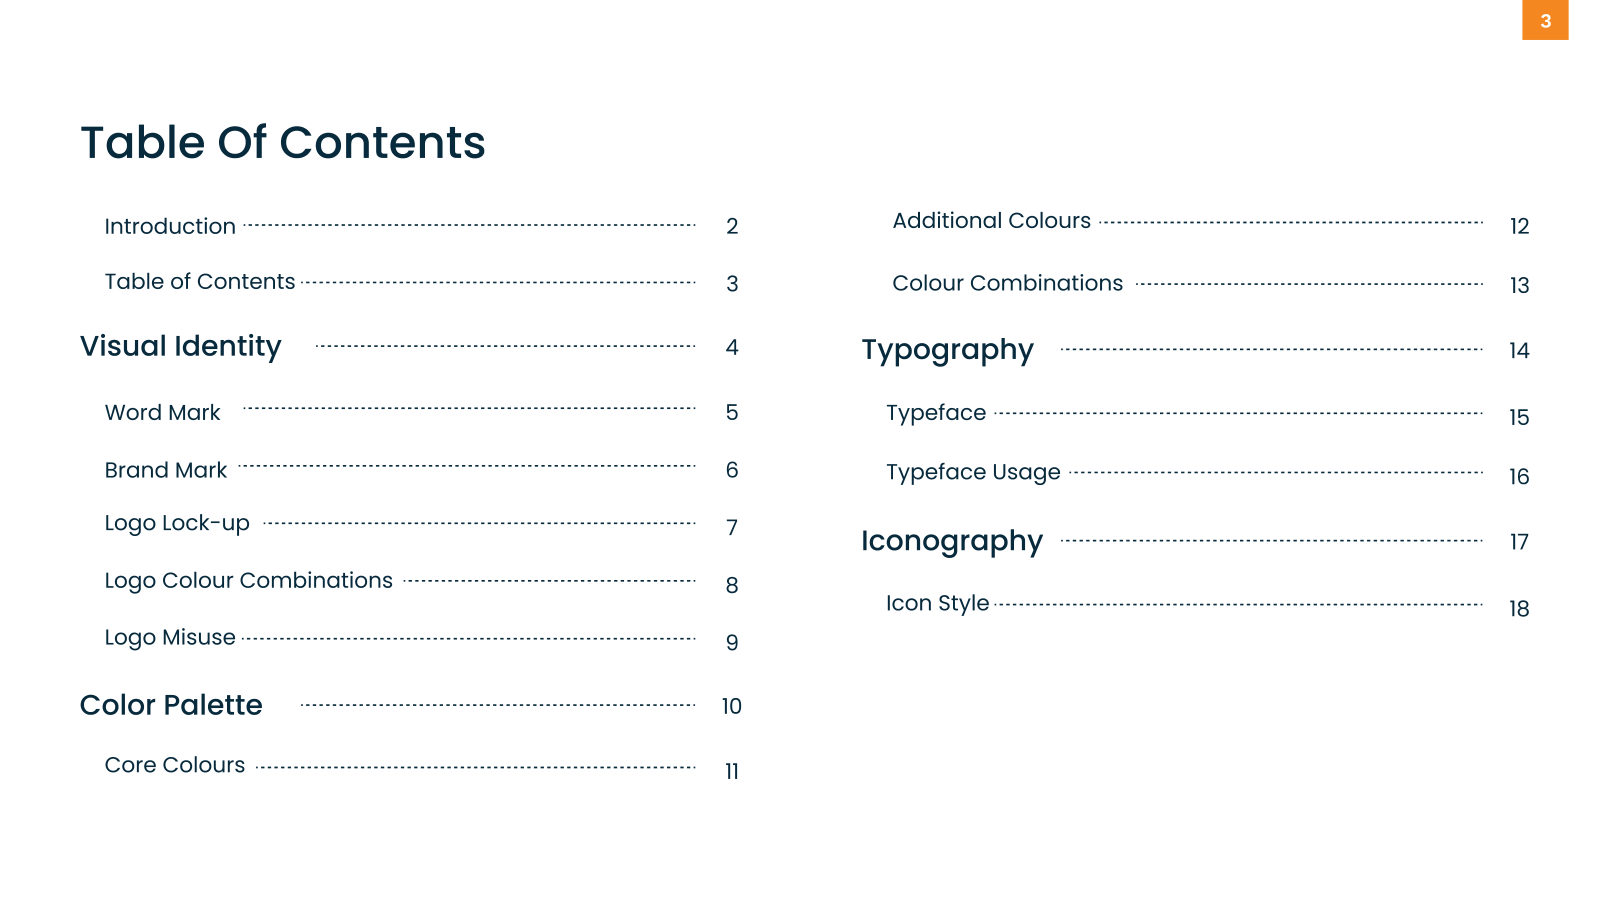 3
Table Of Contents
Introduction 2
Table of Contents 3
Visual Identity 4
Word Mark 5
Brand Mark 6
Logo Lock-up 7
Logo Colour Combinations 8
Logo Misuse 9
Color Palette 10
Core Colours 11
Additional Colours 12
Colour Combinations 13
Typography 14
Typeface 15
Typeface Usage 16
Iconography 17
Icon Style 18